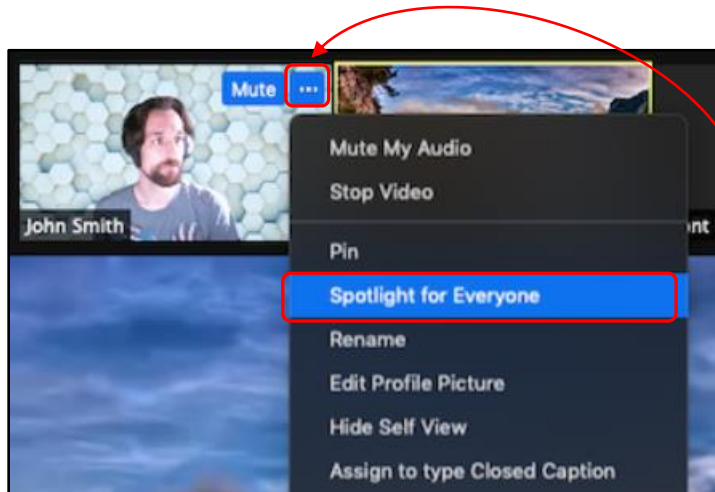 Mute ...
John Smith
nt
Mute My Audio
Stop Video
Pin
Spotlight for Everyone
Rename
Edit Profile Picture
Hide Self View
Assign to type Closed Caption